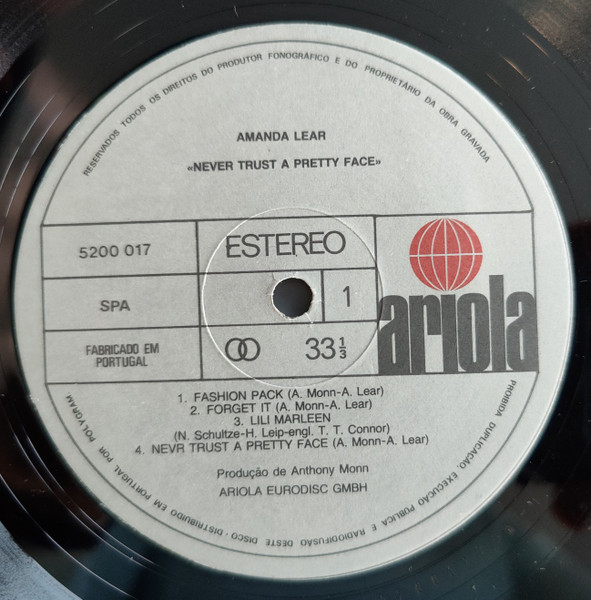 RESERVADOS TODOS OS DIREITOS DO PRODUTOR FONOGRÁFICO E DO PROPRIETÁRIO DA OBRA GRAVADA
AMANDA LEAR
«NEVER TRUST A PRETTY FACE»
5200 017
ESTEREO
SPA
1
ariola
FABRICADO EM
PORTUGAL
33 1/3
1. FASHION PACK (A. Monn-A. Lear)
2. FORGET IT (A. Monn-A. Lear)
3. LILI MARLEEN
(N. Schultze-H. Leip-engl. T. T. Connor)
4. NEVR TRUST A PRETTY FACE (A. Monn-A. Lear)
Produção de Anthony Monn
ARIOLA EURODISC GMBH
PROIBIDA DUPLICAÇÃO, EXECUÇÃO PÚBLICA E RADIODIFUSÃO DESTE DISCO - DISTRIBUIDO EM PORTUGAL POR POLYGRAM